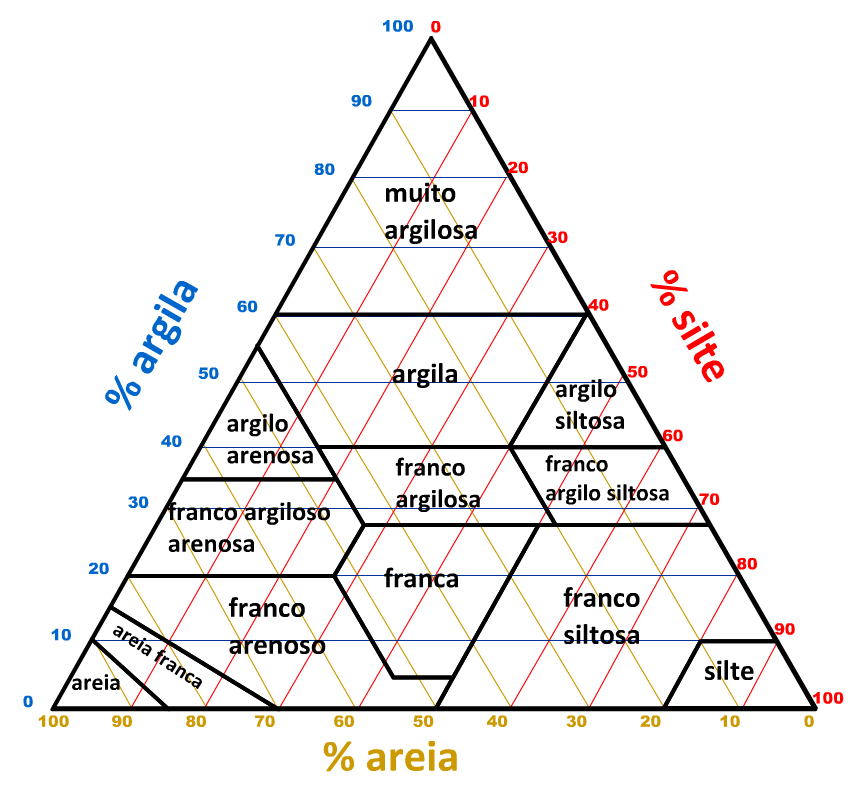 100 0
90 10
80 20
muito
argilosa
70 30
60 40
% argila
% silte
argila
50 50
argilo
siltosa
argilo
arenosa
40 60
franco
argilosa
franco
argilo siltosa
30 70
franco argiloso
arenosa
20 80
franca
franco
arenoso
franco
siltosa
10 90
areia franca
areia
silte
0 100
100 90 80 70 60 50 40 30 20 10 0
% areia